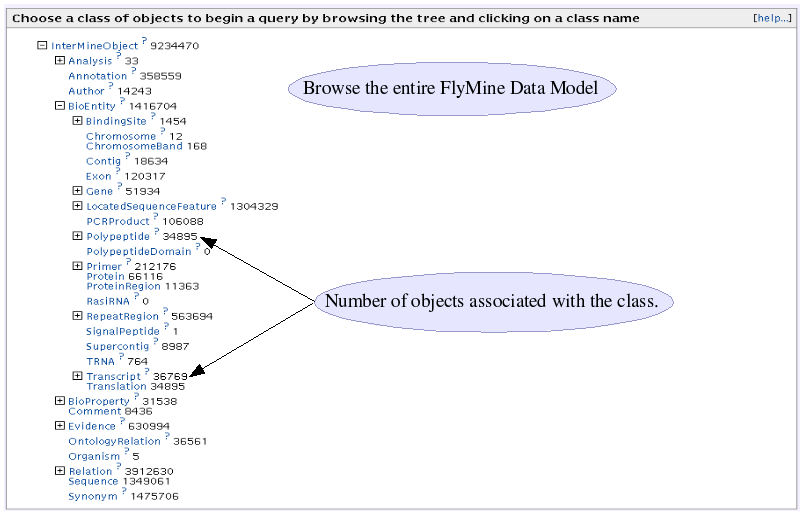 Choose a class of objects to begin a query by browsing the tree and clicking on a class name [help...]
InterMineObject ? 9234470
Analysis ? 33
Annotation ? 358559
Author ? 14243
BioEntity ? 1416704
BindingSite ? 1454
Chromosome ? 12
ChromosomeBand 168
Contig ? 18634
Exon ? 120317
Gene ? 51934
LocatedSequenceFeature ? 1304329
PCRProduct ? 106088
Polypeptide ? 34895
PolypeptideDomain ? 0
Primer ? 212176
Protein 66116
ProteinRegion 11363
RasiRNA ? 0
RepeatRegion ? 563694
SignalPeptide ? 1
Supercontig ? 8987
TRNA ? 764
Transcript ? 36769
Translation 34895
BioProperty ? 31538
Comment 8436
Evidence ? 630994
OntologyRelation ? 36561
Organism ? 5
Relation ? 3912630
Sequence 1349061
Synonym ? 1475706
Browse the entire FlyMine Data Model
Number of objects associated with the class.